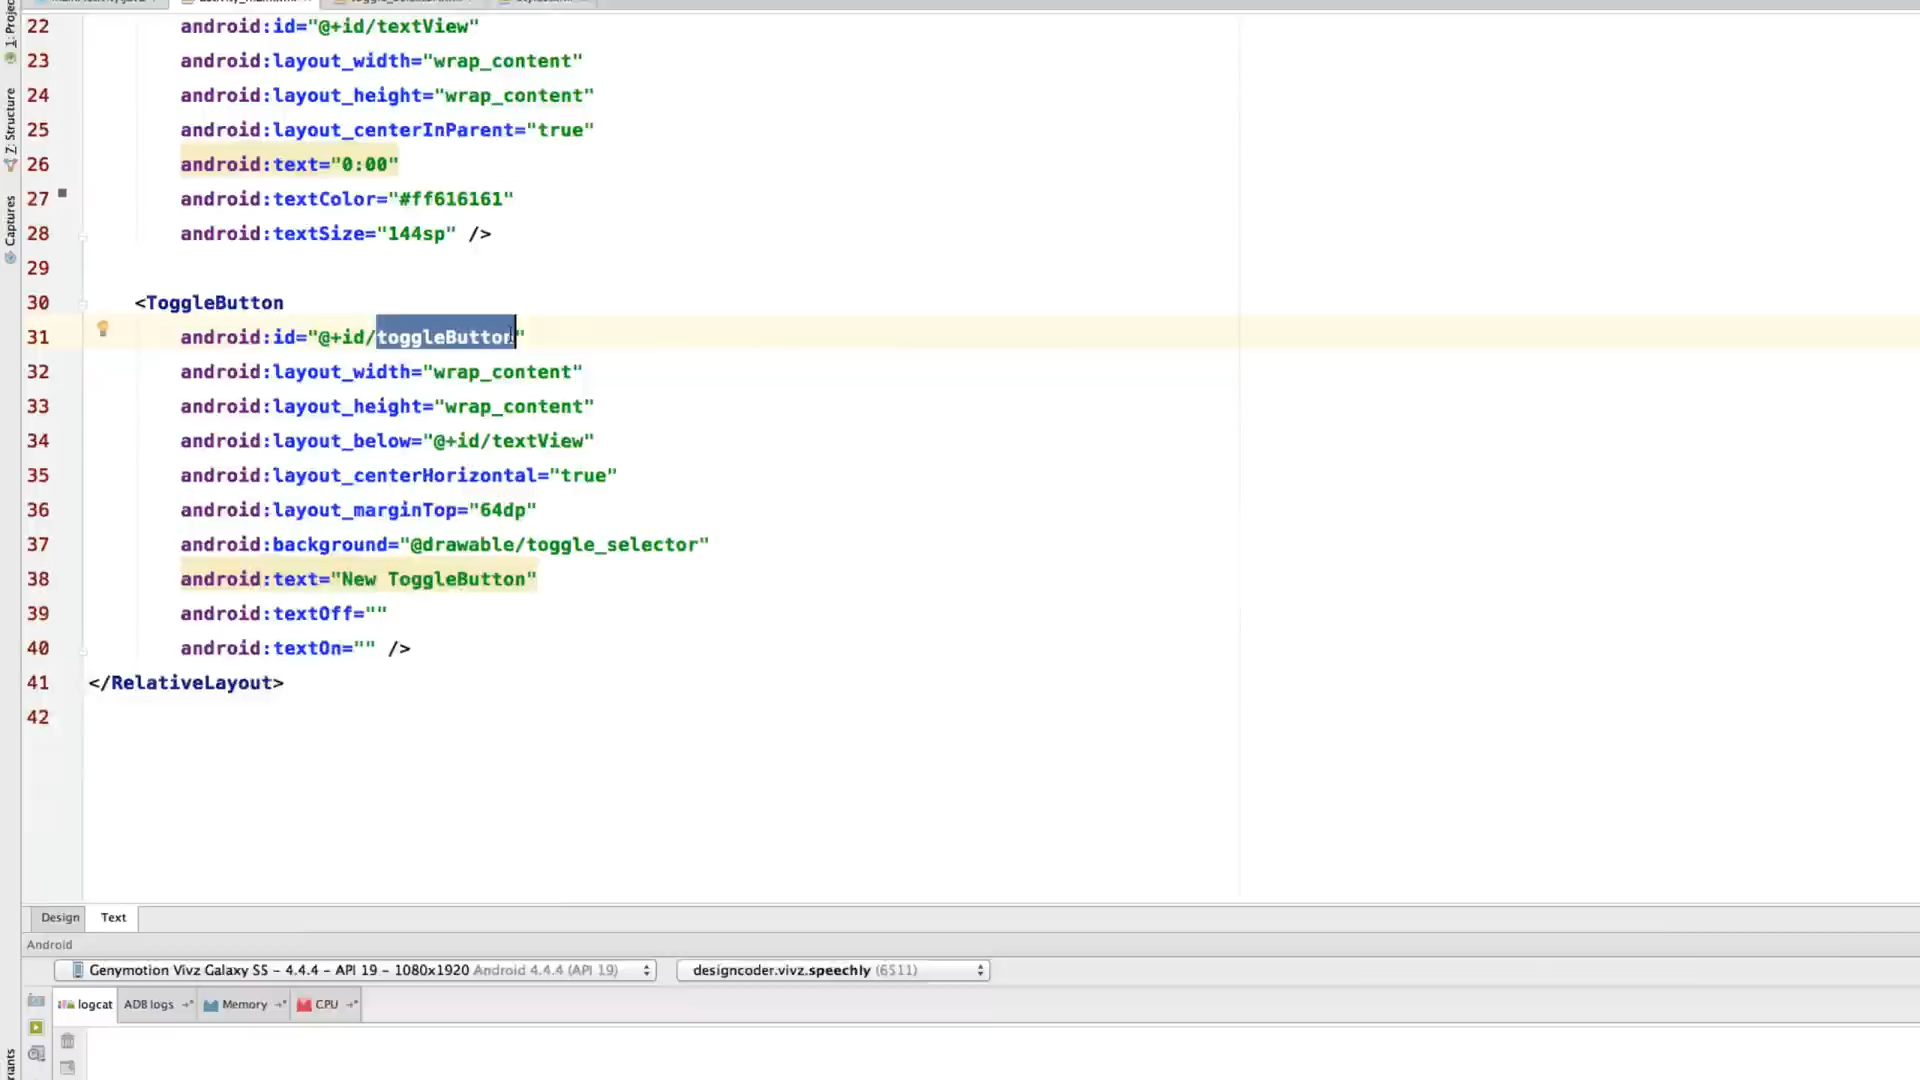 22 android:id="@+id/textView"
23 android:layout_width="wrap_content"
24 android:layout_height="wrap_content"
25 android:layout_centerInParent="true"
26 android:text="0:00"
27 android:textColor="#ff616161"
28 android:textSize="144sp" />
29
30 <ToggleButton
31 android:id="@+id/toggleButton"
32 android:layout_width="wrap_content"
33 android:layout_height="wrap_content"
34 android:layout_below="@+id/textView"
35 android:layout_centerHorizontal="true"
36 android:layout_marginTop="64dp"
37 android:background="@drawable/toggle_selector"
38 android:text="New ToggleButton"
39 android:textOff=""
40 android:textOn="" />
41 </RelativeLayout>
42
Z: Structure
Captures
Design Text
Android
Genymotion Vivz Galaxy S5 - 4.4.4 - API 19 - 1080x1920 Android 4.4.4 (API 19) designcoder.vivz.speechly (6511)
logcat ADB logs Memory CPU